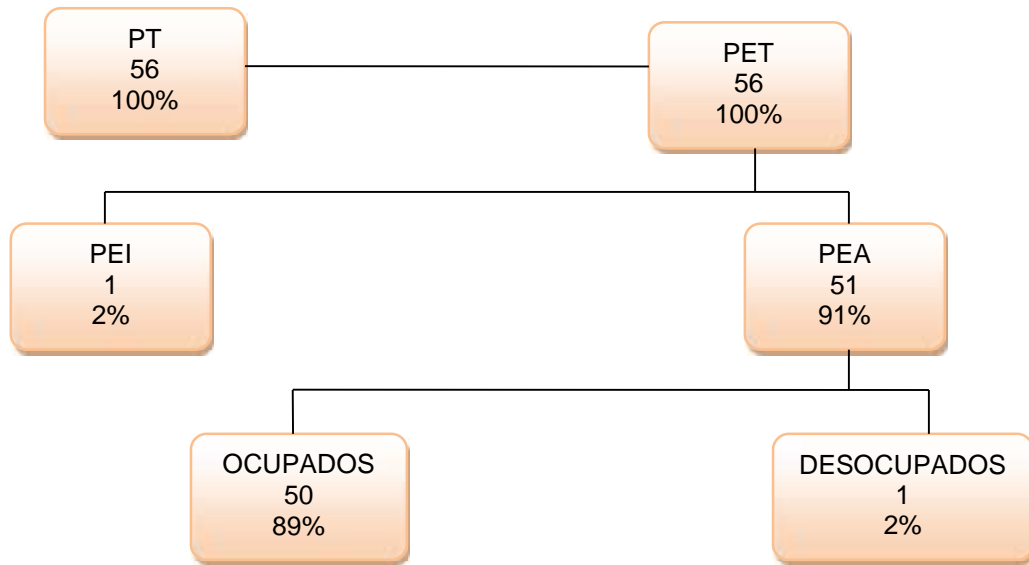 PT
56
100%
PET
56
100%
PEI
1
2%
PEA
51
91%
OCUPADOS
50
89%
DESOCUPADOS
1
2%